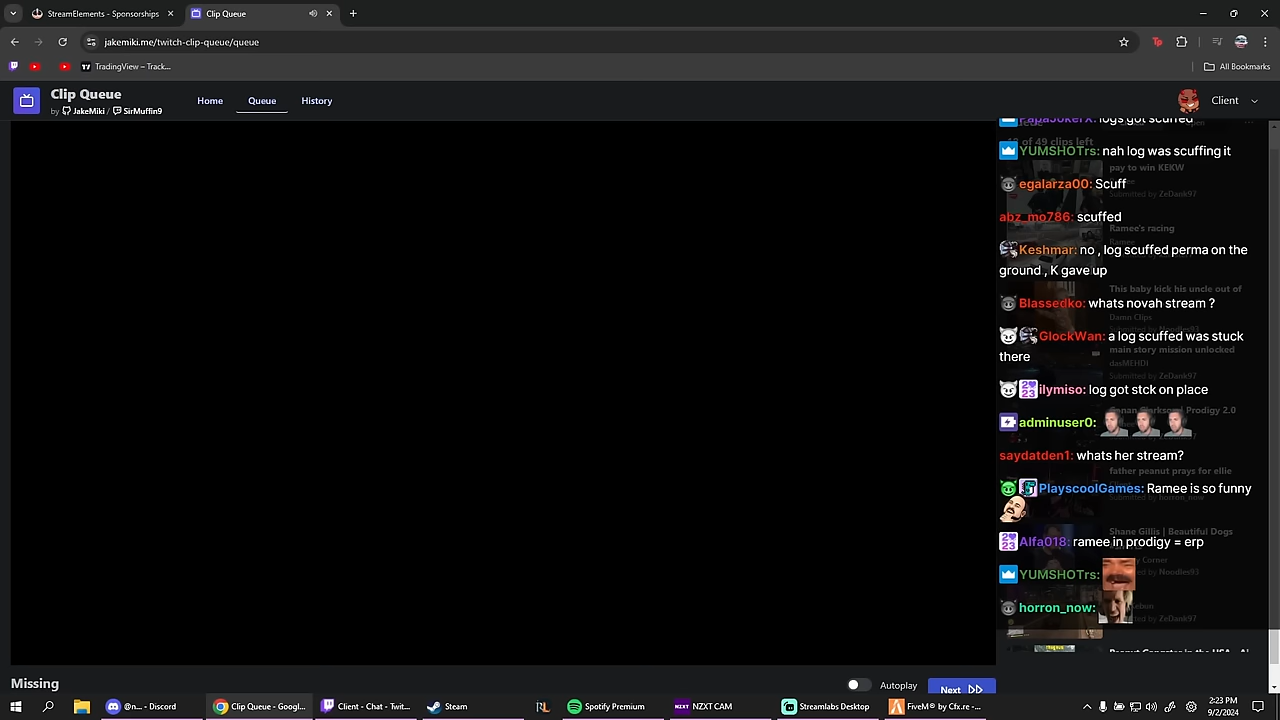 StreamElements - Sponsorships
Clip Queue
jakemiki.me/twitch-clip-queue/queue
TradingView – Track...
All Bookmarks
Clip Queue
by JakeMiki / SirMuffin9
Home
Queue
History
Client
PapaJokerX: logs got scuffed
of 49 clips left
YUMSHOTrs: nah log was scuffing it
pay to win KEKW
egalarza00: Scuff
Submitted by ZeDank97
abz_mo786: scuffed
Ramee's racing
Ramee
Keshmar: no , log scuffed perma on the
ground , K gave up
This baby kick his uncle out of
Blassedko: whats novah stream ?
Damn Clips
Submitted by Noodles93
GlockWan: a log scuffed was stuck
there
main story mission unlocked
dasMEHDI
Submitted by ZeDank97
ilymiso: log got stck on place
Prodigy 2.0
adminuser0:
saydatden1: whats her stream?
father peanut prays for ellie
PlayscoolGames: Ramee is so funny
Submitted by horron_now
Shane Gillis | Beautiful Dogs
Alfa018: ramee in prodigy = erp
Corner
YUMSHOTrs:
Noodles93
horron_now:
by ZeDank97
Missing
Autoplay
Next
@n... - Discord
Clip Queue - Googl...
Client - Chat - Twit...
Steam
Spotify Premium
NZXT
NZXT CAM
Streamlabs Desktop
FiveM® by Cfx.re -...
2:23 PM
9/2/2024